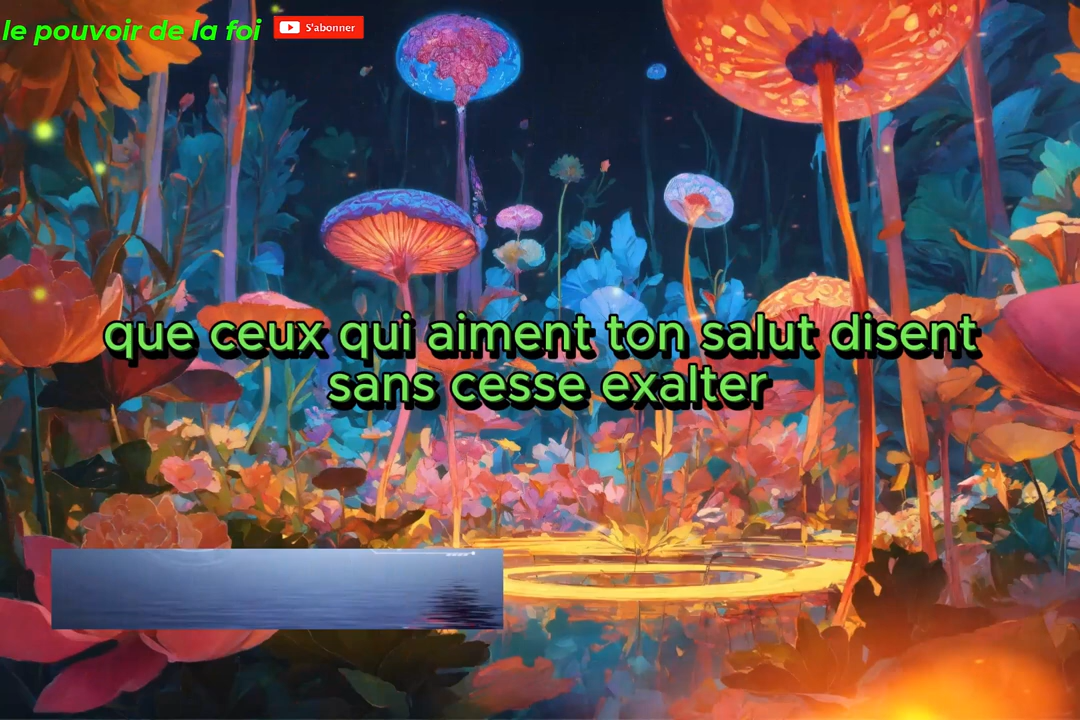 le pouvoir de la foi
S'abonner
que ceux qui aiment ton salut disent
sans cesse exalter